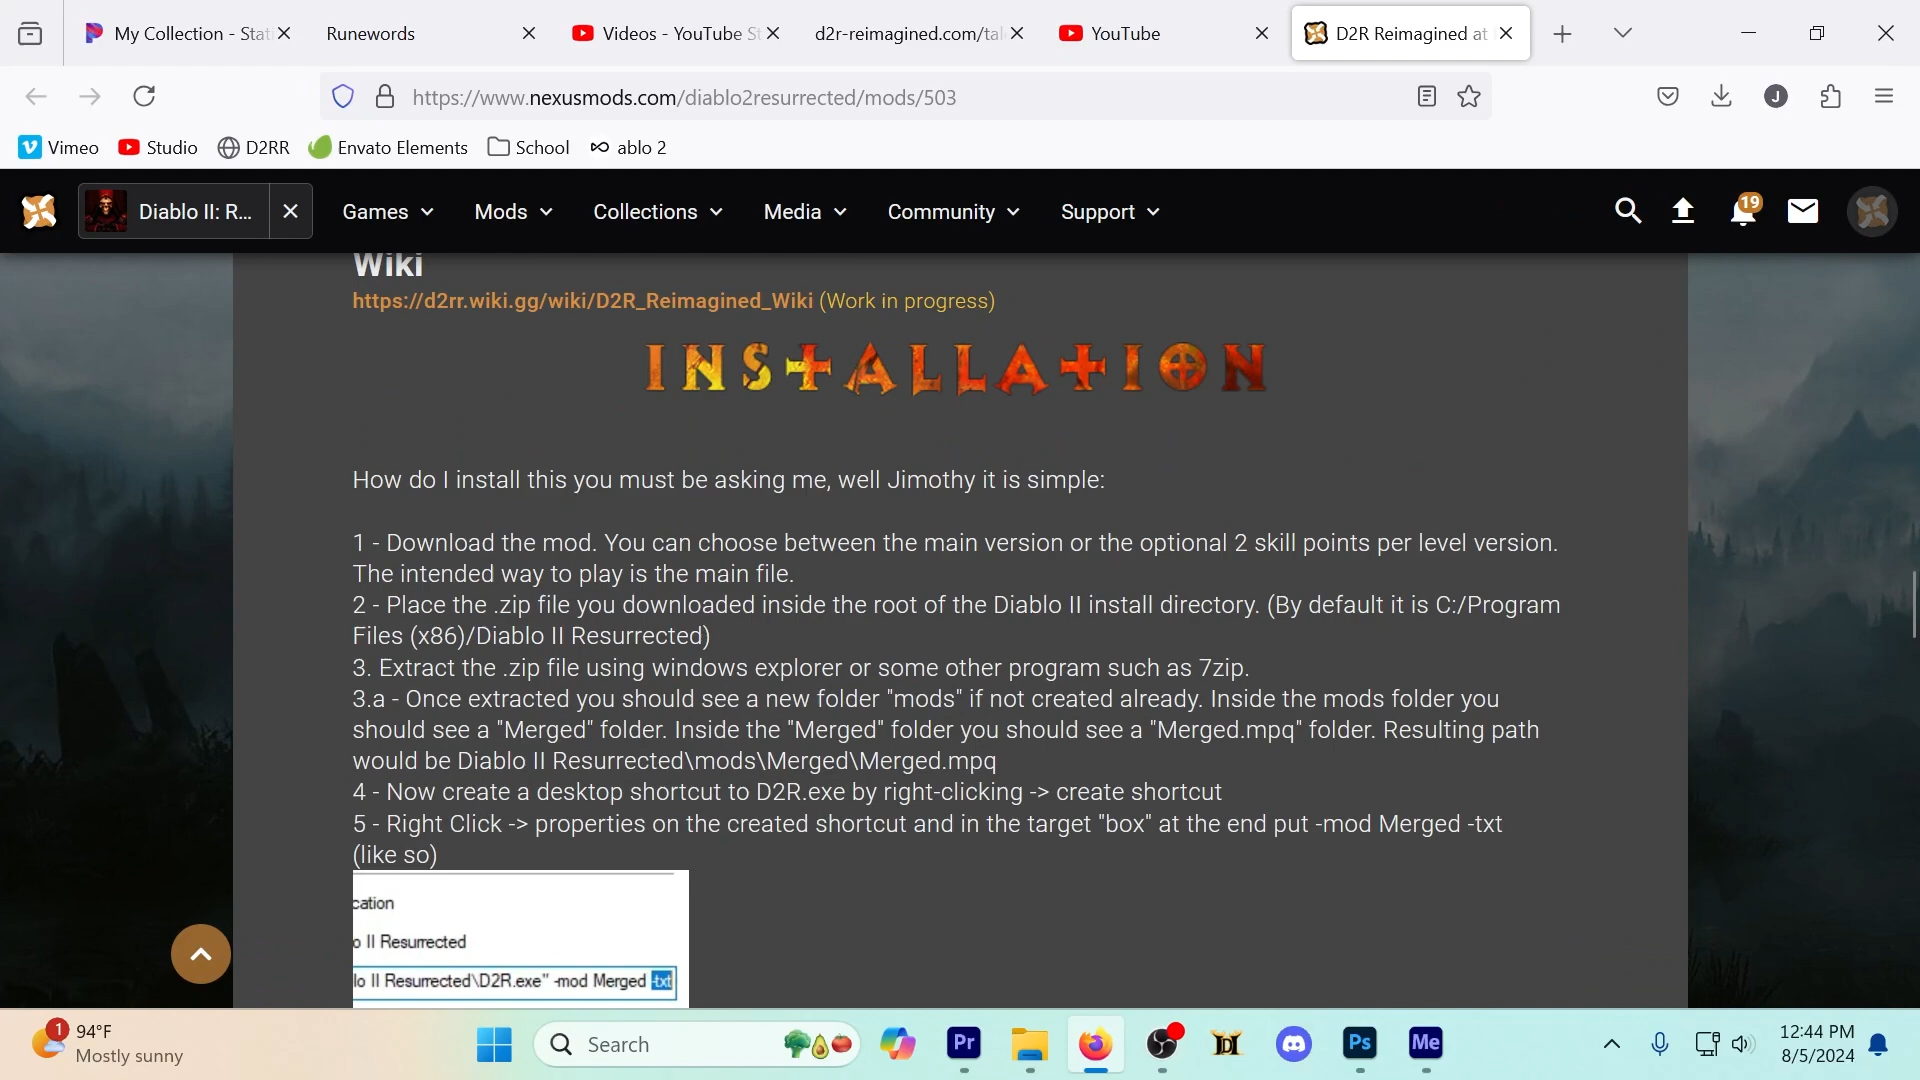 My Collection - Stat
Runewords
Videos - YouTube St
d2r-reimagined.com/tal
YouTube
D2R Reimagined at
https://www.nexusmods.com/diablo2resurrected/mods/503
J
Vimeo
Studio
D2RR
Envato Elements
School
ablo 2
Diablo II: R...
Games
Mods
Collections
Media
Community
Support
19
Wiki
https://d2rr.wiki.gg/wiki/D2R_Reimagined_Wiki (Work in progress)
INSTALLATION
How do I install this you must be asking me, well Jimothy it is simple:
1 - Download the mod. You can choose between the main version or the optional 2 skill points per level version.
The intended way to play is the main file.
2 - Place the .zip file you downloaded inside the root of the Diablo II install directory. (By default it is C:/Program
Files (x86)/Diablo II Resurrected)
3. Extract the .zip file using windows explorer or some other program such as 7zip.
3.a - Once extracted you should see a new folder "mods" if not created already. Inside the mods folder you
should see a "Merged" folder. Inside the "Merged" folder you should see a "Merged.mpq" folder. Resulting path
would be Diablo II Resurrected\mods\Merged\Merged.mpq
4 - Now create a desktop shortcut to D2R.exe by right-clicking -> create shortcut
5 - Right Click -> properties on the created shortcut and in the target "box" at the end put -mod Merged -txt
(like so)
cation
o II Resurrected
lo II Resurrected\D2R.exe" -mod Merged -txt
1
94°F
Mostly sunny
Search
Pr
Ps
Me
12:44 PM
8/5/2024